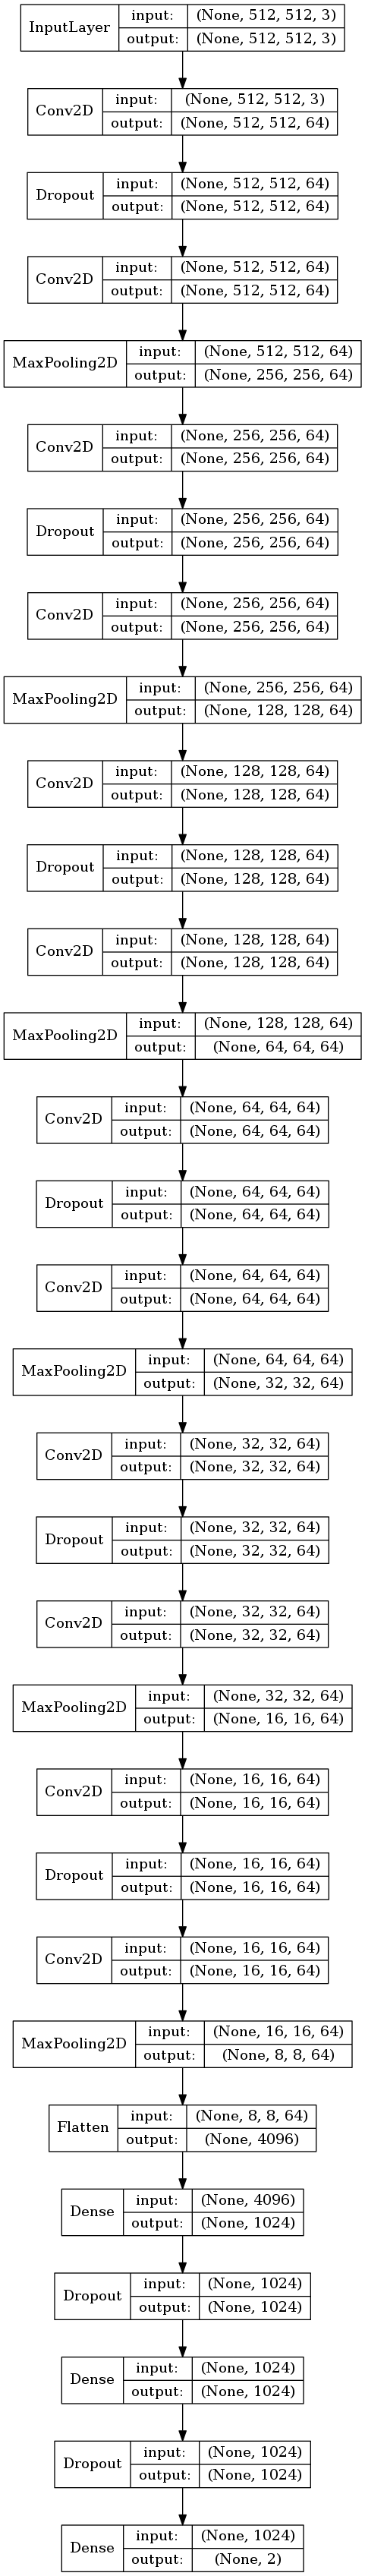 InputLayer
input: (None, 512, 512, 3)
output: (None, 512, 512, 3)
Conv2D
input: (None, 512, 512, 3)
output: (None, 512, 512, 64)
Dropout
input: (None, 512, 512, 64)
output: (None, 512, 512, 64)
Conv2D
input: (None, 512, 512, 64)
output: (None, 512, 512, 64)
MaxPooling2D
input: (None, 512, 512, 64)
output: (None, 256, 256, 64)
Conv2D
input: (None, 256, 256, 64)
output: (None, 256, 256, 64)
Dropout
input: (None, 256, 256, 64)
output: (None, 256, 256, 64)
Conv2D
input: (None, 256, 256, 64)
output: (None, 256, 256, 64)
MaxPooling2D
input: (None, 256, 256, 64)
output: (None, 128, 128, 64)
Conv2D
input: (None, 128, 128, 64)
output: (None, 128, 128, 64)
Dropout
input: (None, 128, 128, 64)
output: (None, 128, 128, 64)
Conv2D
input: (None, 128, 128, 64)
output: (None, 128, 128, 64)
MaxPooling2D
input: (None, 128, 128, 64)
output: (None, 64, 64, 64)
Conv2D
input: (None, 64, 64, 64)
output: (None, 64, 64, 64)
Dropout
input: (None, 64, 64, 64)
output: (None, 64, 64, 64)
Conv2D
input: (None, 64, 64, 64)
output: (None, 64, 64, 64)
MaxPooling2D
input: (None, 64, 64, 64)
output: (None, 32, 32, 64)
Conv2D
input: (None, 32, 32, 64)
output: (None, 32, 32, 64)
Dropout
input: (None, 32, 32, 64)
output: (None, 32, 32, 64)
Conv2D
input: (None, 32, 32, 64)
output: (None, 32, 32, 64)
MaxPooling2D
input: (None, 32, 32, 64)
output: (None, 16, 16, 64)
Conv2D
input: (None, 16, 16, 64)
output: (None, 16, 16, 64)
Dropout
input: (None, 16, 16, 64)
output: (None, 16, 16, 64)
Conv2D
input: (None, 16, 16, 64)
output: (None, 16, 16, 64)
MaxPooling2D
input: (None, 16, 16, 64)
output: (None, 8, 8, 64)
Flatten
input: (None, 8, 8, 64)
output: (None, 4096)
Dense
input: (None, 4096)
output: (None, 1024)
Dropout
input: (None, 1024)
output: (None, 1024)
Dense
input: (None, 1024)
output: (None, 1024)
Dropout
input: (None, 1024)
output: (None, 1024)
Dense
input: (None, 1024)
output: (None, 2)